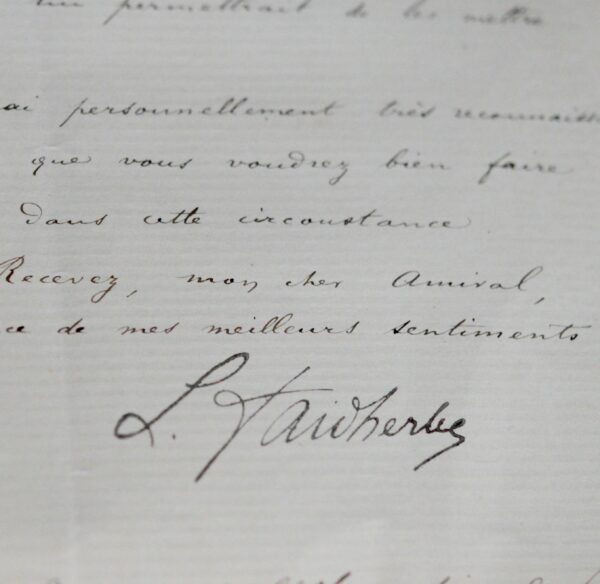 permettrait de les mettre
ai personnellement très reconnaiss
que vous voudrez bien faire
dans cette circonstance
Recevez, mon cher Amiral,
ce de mes meilleurs sentiments
L. Faidherbe